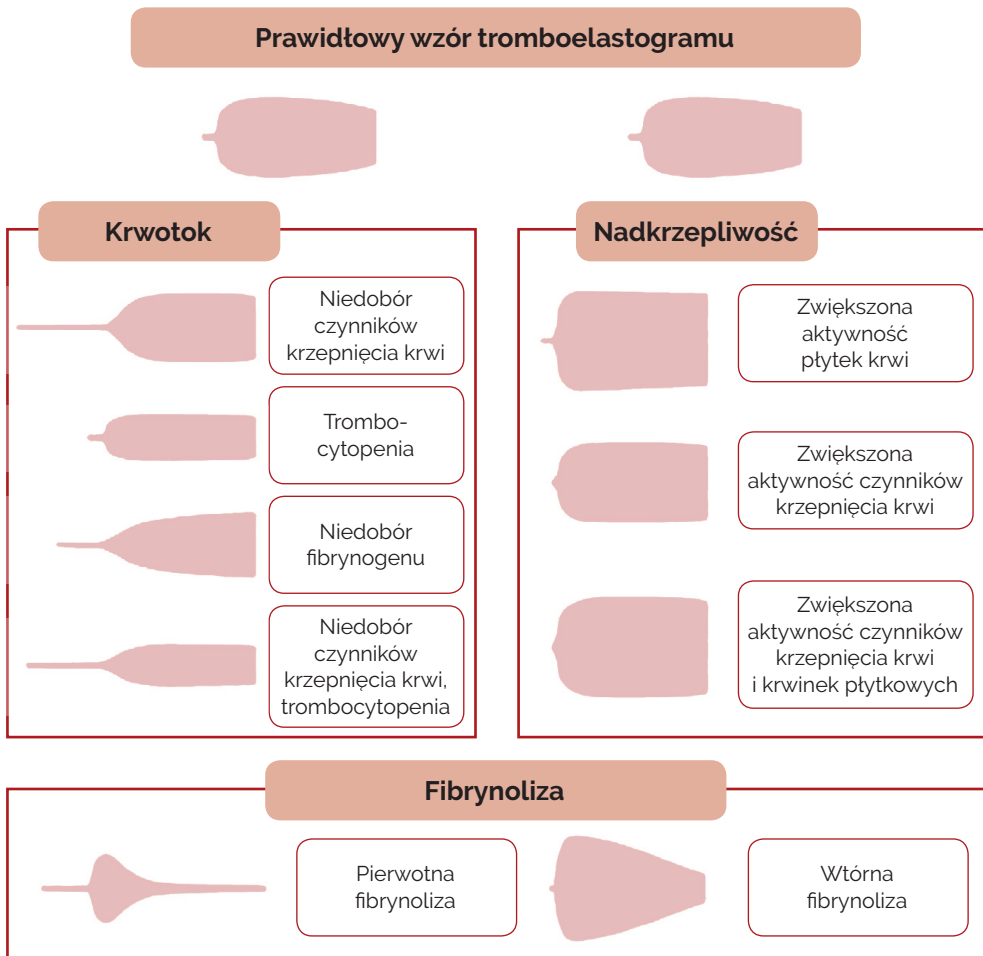 Prawidłowy wzór tromboelastogramu
Krwotok
Niedobór
czynników
krzepnięcia krwi
Trombo-
cytopenia
Niedobór
fibrynogenu
Niedobór
czynników
krzepnięcia krwi,
trombocytopenia
Nadkrzepliwość
Zwiększona
aktywność
płytek krwi
Zwiększona
aktywność czynników
krzepnięcia krwi
Zwiększona
aktywność czynników
krzepnięcia krwi
i krwinek płytkowych
Fibrynoliza
Pierwotna
fibrynoliza
Wtórna
fibrynoliza